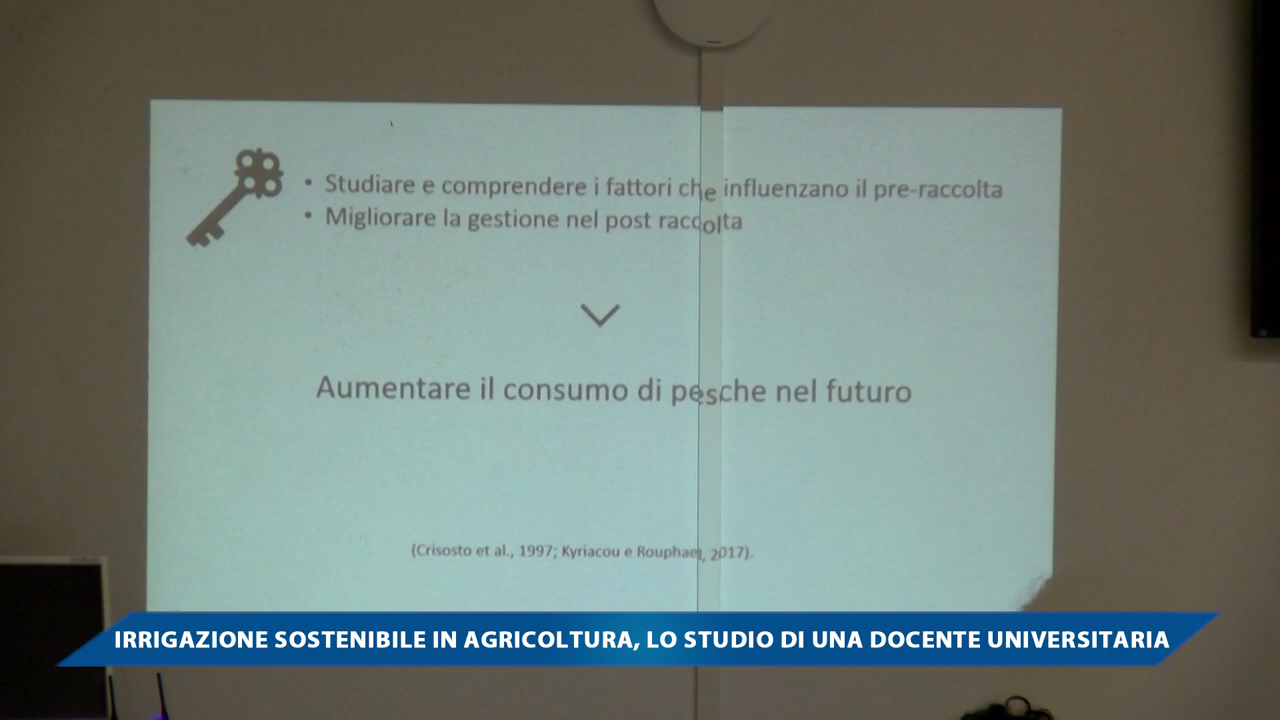 • Studiare e comprendere i fattori che influenzano il pre-raccolta
• Migliorare la gestione nel post raccolta
Aumentare il consumo di pesche nel futuro
(Crisosto et al., 1997; Kyriacou e Rouphael, 2017).
IRRIGAZIONE SOSTENIBILE IN AGRICOLTURA, LO STUDIO DI UNA DOCENTE UNIVERSITARIA